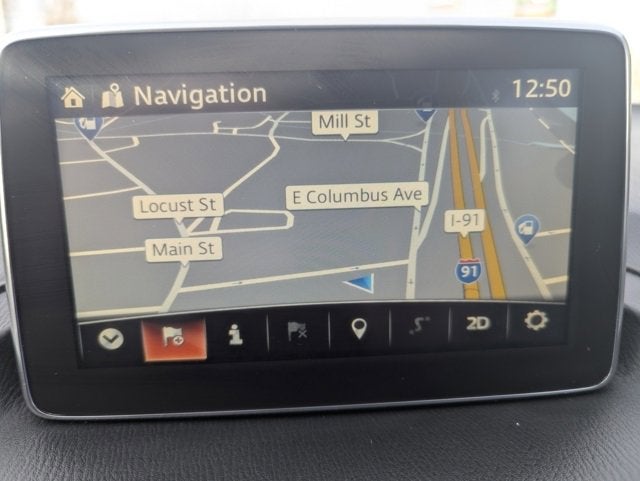 Navigation
12:50
Mill St
E Columbus Ave
Locust St
I-91
Main St
91
2D